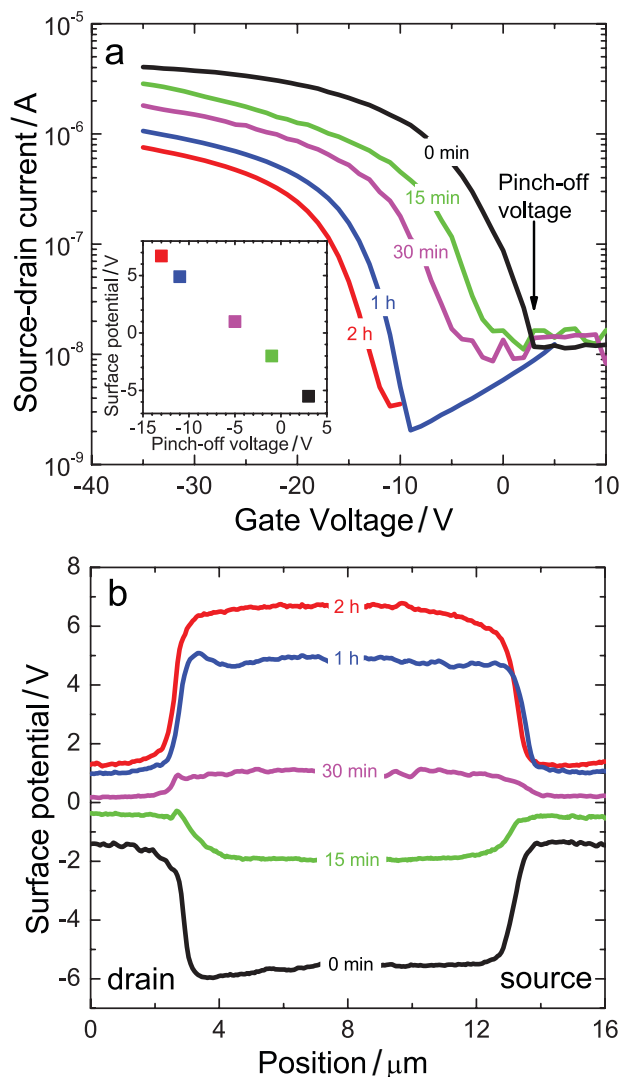 a
Source-drain current / A
10⁻⁵
10⁻⁶
10⁻⁷
10⁻⁸
10⁻⁹
0 min
15 min
30 min
1 h
2 h
Pinch-off
voltage
Surface potential / V
5
0
-5
-15 -10 -5 0 5
Pinch-off voltage / V
-40 -30 -20 -10 0 10
Gate Voltage / V
b
Surface potential / V
8
6
4
2
0
-2
-4
-6
2 h
1 h
30 min
15 min
0 min
drain source
0 4 8 12 16
Position / μm